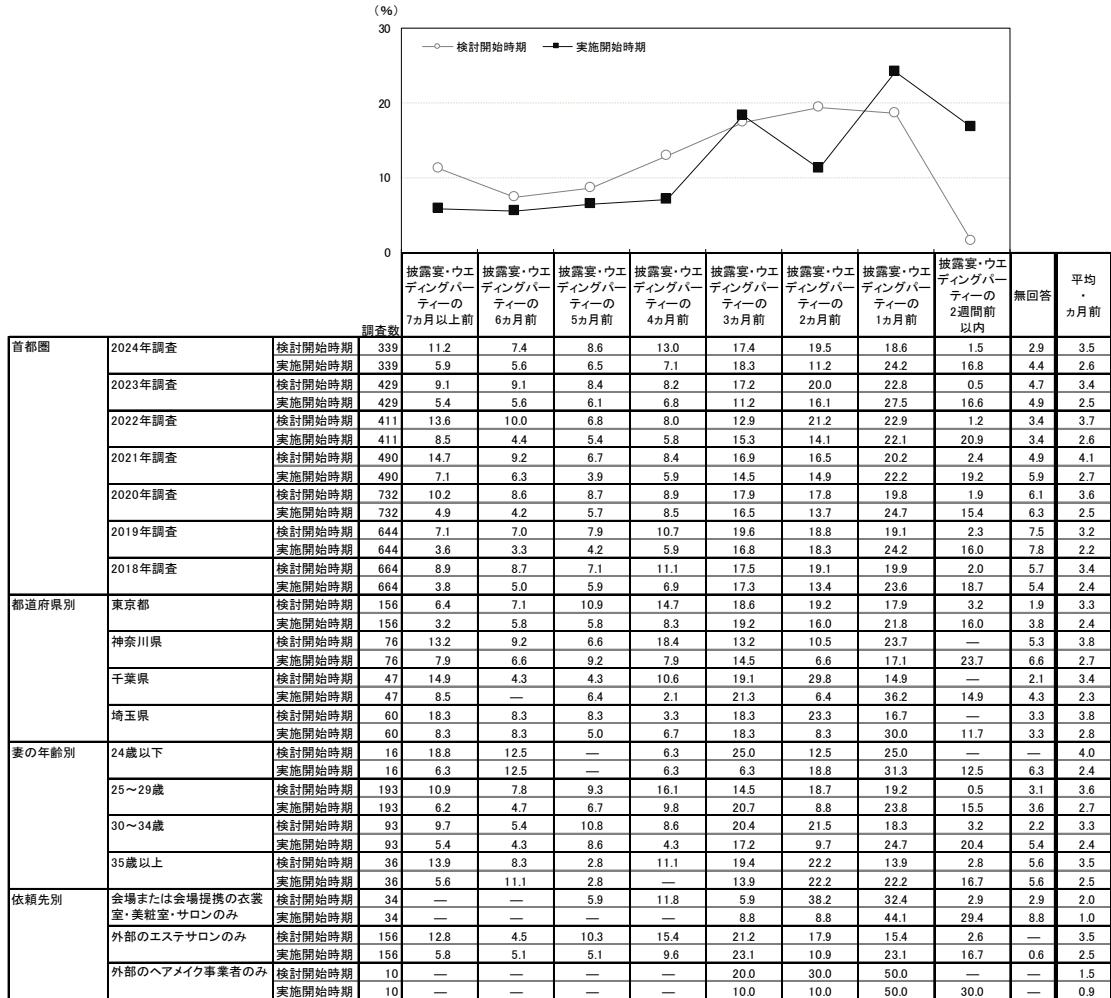 (%)
30
検討開始時期 実施開始時期
20
10
0
調査数 披露宴・ウエディングパーティーの7ヵ月以上前 披露宴・ウエディングパーティーの6ヵ月前 披露宴・ウエディングパーティーの5ヵ月前 披露宴・ウエディングパーティーの4ヵ月前 披露宴・ウエディングパーティーの3ヵ月前 披露宴・ウエディングパーティーの2ヵ月前 披露宴・ウエディングパーティーの1ヵ月前 披露宴・ウエディングパーティーの2週間前以内 無回答 平均・ヵ月前
首都圏 2024年調査 検討開始時期 339 11.2 7.4 8.6 13.0 17.4 19.5 18.6 1.5 2.9 3.5
実施開始時期 339 5.9 5.6 6.5 7.1 18.3 11.2 24.2 16.8 4.4 2.6
2023年調査 検討開始時期 429 9.1 9.1 8.4 8.2 17.2 20.0 22.8 0.5 4.7 3.4
実施開始時期 429 5.4 5.6 6.1 6.8 11.2 16.1 27.5 16.6 4.9 2.5
2022年調査 検討開始時期 411 13.6 10.0 6.8 8.0 12.9 21.2 22.9 1.2 3.4 3.7
実施開始時期 411 8.5 4.4 5.4 5.8 15.3 14.1 22.1 20.9 3.4 2.6
2021年調査 検討開始時期 490 14.7 9.2 6.7 8.4 16.9 16.5 20.2 2.4 4.9 4.1
実施開始時期 490 7.1 6.3 3.9 5.9 14.5 14.9 22.2 19.2 5.9 2.7
2020年調査 検討開始時期 732 10.2 8.6 8.7 8.9 17.9 17.8 19.8 1.9 6.1 3.6
実施開始時期 732 4.9 4.2 5.7 8.5 16.5 13.7 24.7 15.4 6.3 2.5
2019年調査 検討開始時期 644 7.1 7.0 7.9 10.7 19.6 18.8 19.1 2.3 7.5 3.2
実施開始時期 644 3.6 3.3 4.2 5.9 16.8 18.3 24.2 16.0 7.8 2.2
2018年調査 検討開始時期 664 8.9 8.7 7.1 11.1 17.5 19.1 19.9 2.0 5.7 3.4
実施開始時期 664 3.8 5.0 5.9 6.9 17.3 13.4 23.6 18.7 5.4 2.4
都道府県別 東京都 検討開始時期 156 6.4 7.1 10.9 14.7 18.6 19.2 17.9 3.2 1.9 3.3
実施開始時期 156 3.2 5.8 5.8 8.3 19.2 16.0 21.8 16.0 3.8 2.4
神奈川県 検討開始時期 76 13.2 9.2 6.6 18.4 13.2 10.5 23.7 — 5.3 3.8
実施開始時期 76 7.9 6.6 9.2 7.9 14.5 6.6 17.1 23.7 6.6 2.7
千葉県 検討開始時期 47 14.9 4.3 4.3 10.6 19.1 29.8 14.9 — 2.1 3.4
実施開始時期 47 8.5 — 6.4 2.1 21.3 6.4 36.2 14.9 4.3 2.3
埼玉県 検討開始時期 60 18.3 8.3 8.3 3.3 18.3 23.3 16.7 — 3.3 3.8
実施開始時期 60 8.3 8.3 5.0 6.7 18.3 8.3 30.0 11.7 3.3 2.8
妻の年齢別 24歳以下 検討開始時期 16 18.8 12.5 — 6.3 25.0 12.5 25.0 — — 4.0
実施開始時期 16 6.3 12.5 — 6.3 6.3 18.8 31.3 12.5 6.3 2.4
25～29歳 検討開始時期 193 10.9 7.8 9.3 16.1 14.5 18.7 19.2 0.5 3.1 3.6
実施開始時期 193 6.2 4.7 6.7 9.8 20.7 8.8 23.8 15.5 3.6 2.7
30～34歳 検討開始時期 93 9.7 5.4 10.8 8.6 20.4 21.5 18.3 3.2 2.2 3.3
実施開始時期 93 5.4 4.3 8.6 4.3 17.2 9.7 24.7 20.4 5.4 2.4
35歳以上 検討開始時期 36 13.9 8.3 2.8 11.1 19.4 22.2 13.9 2.8 5.6 3.5
実施開始時期 36 5.6 11.1 2.8 — 13.9 22.2 22.2 16.7 5.6 2.5
依頼先別 会場または会場提携の衣裳 検討開始時期 34 — — 5.9 11.8 5.9 38.2 32.4 2.9 2.9 2.0
室・美粧室・サロンのみ 実施開始時期 34 — — — — 8.8 8.8 44.1 29.4 8.8 1.0
外部のエステサロンのみ 検討開始時期 156 12.8 4.5 10.3 15.4 21.2 17.9 15.4 2.6 — 3.5
実施開始時期 156 5.8 5.1 5.1 9.6 23.1 10.9 23.1 16.7 0.6 2.5
外部のヘアメイク事業者のみ 検討開始時期 10 — — — — 20.0 30.0 50.0 — — 1.5
実施開始時期 10 — — — — 10.0 10.0 50.0 30.0 — 0.9